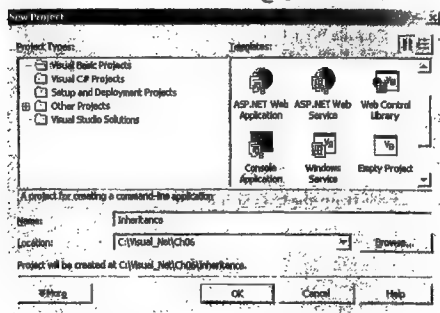 New Project
Project Types:
Templates:
Visual Basic Projects
Visual C# Projects
Setup and Deployment Projects
Other Projects
Visual Studio Solutions
ASP.NET Web Application
ASP.NET Web Service
Web Control Library
Console Application
Windows Service
Empty Project
A project for creating a command-line application
Name:
Inheritance
Location:
C:\Visual_Net\Ch06
Browse...
Project will be created at C:\Visual_Net\Ch06\Inheritance.
More
OK
Cancel
Help